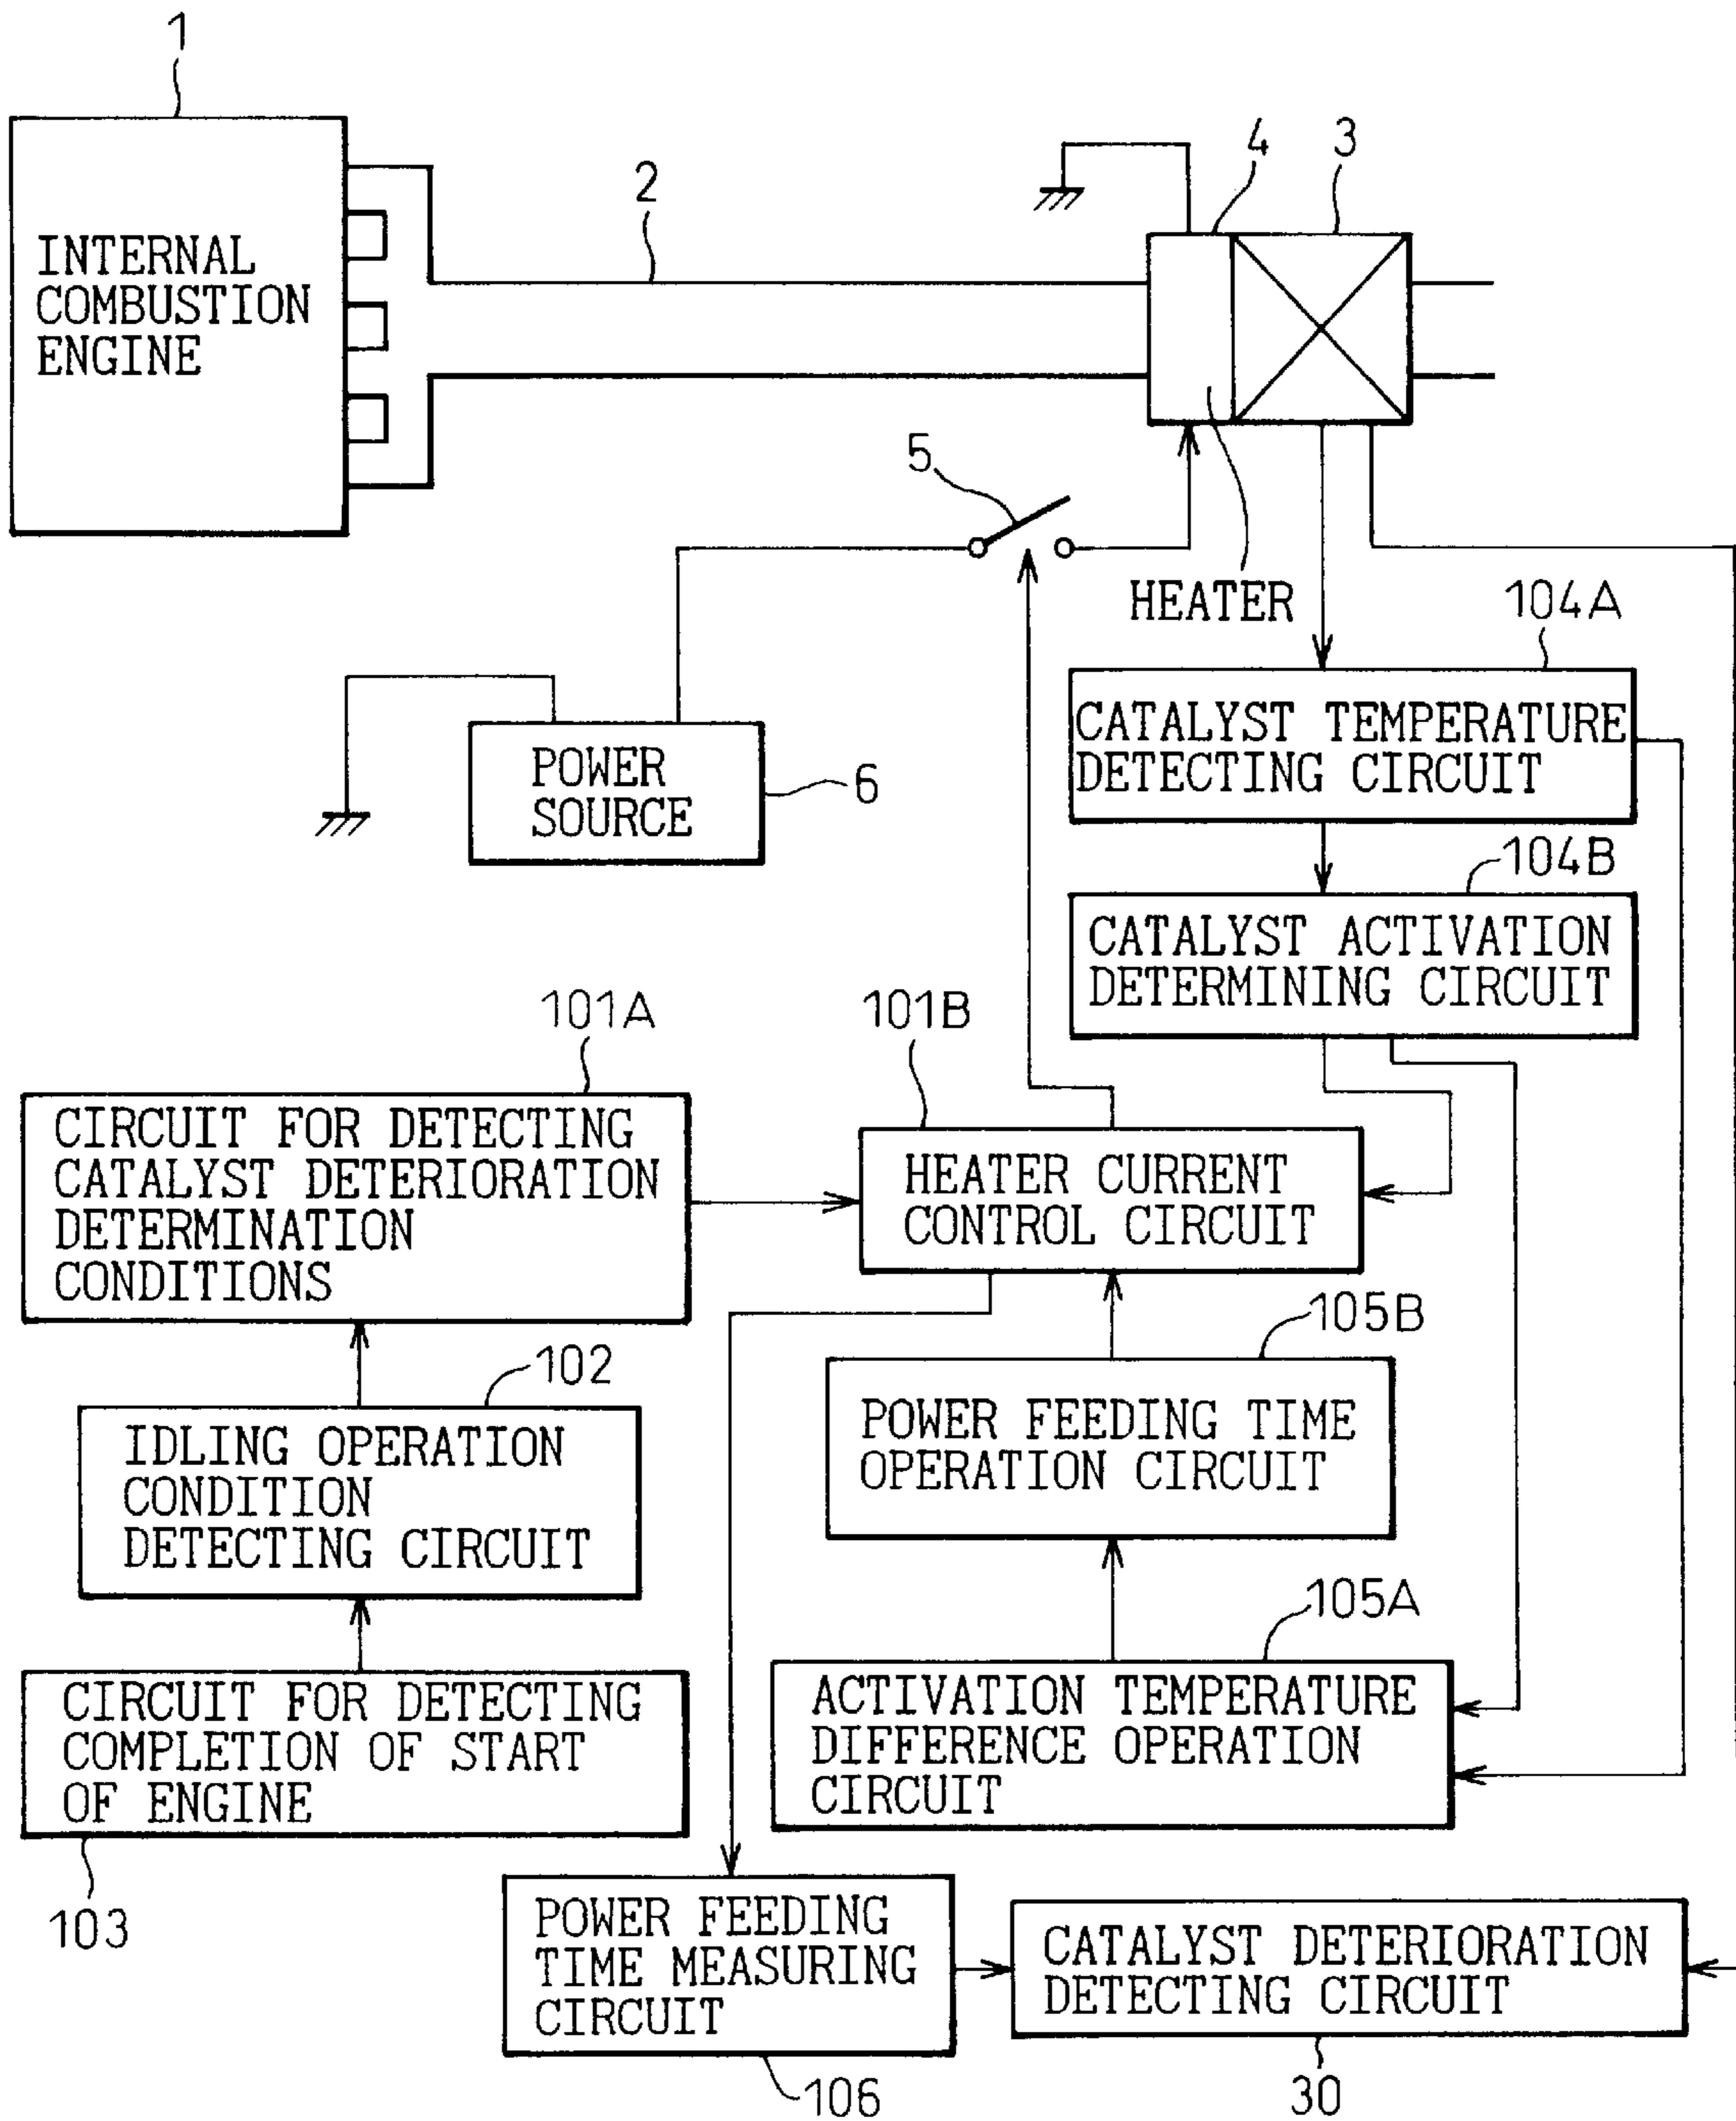 1
INTERNAL
COMBUSTION
ENGINE
2
4
3
5
HEATER
POWER
SOURCE
6
104A
CATALYST TEMPERATURE
DETECTING CIRCUIT
104B
CATALYST ACTIVATION
DETERMINING CIRCUIT
101A
CIRCUIT FOR DETECTING
CATALYST DETERIORATION
DETERMINATION
CONDITIONS
101B
HEATER CURRENT
CONTROL CIRCUIT
102
IDLING OPERATION
CONDITION
DETECTING CIRCUIT
105B
POWER FEEDING TIME
OPERATION CIRCUIT
CIRCUIT FOR DETECTING
COMPLETION OF START
OF ENGINE
103
105A
ACTIVATION TEMPERATURE
DIFFERENCE OPERATION
CIRCUIT
POWER FEEDING
TIME MEASURING
CIRCUIT
106
CATALYST DETERIORATION
DETECTING CIRCUIT
30